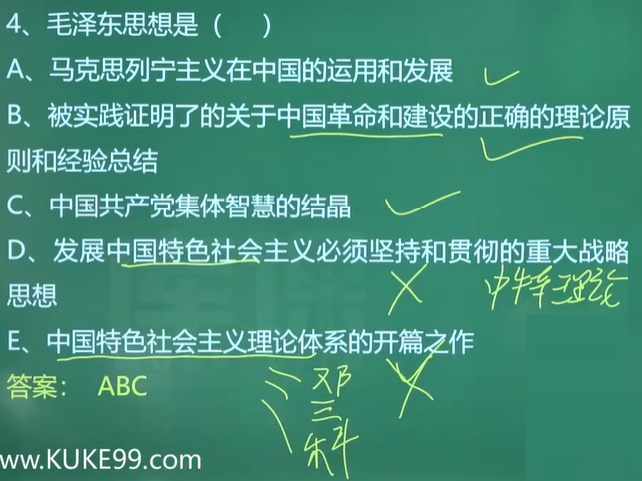 4、毛泽东思想是（ ）
A、马克思列宁主义在中国的运用和发展
B、被实践证明了的关于中国革命和建设的正确的理论原
则和经验总结
C、中国共产党集体智慧的结晶
D、发展中国特色社会主义必须坚持和贯彻的重大战略
思想
中特理论
E、中国特色社会主义理论体系的开篇之作
答案： ABC
邓
三
科
ww.KUKE99.com